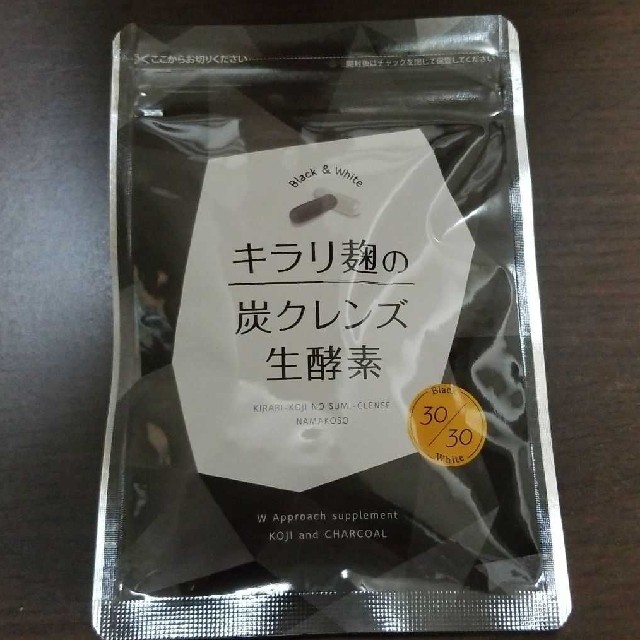 ここからお切りください
開封後はチャックを閉じて保管してください
Black & White
キラリ麹の
炭クレンズ
生酵素
KIRARI-KOJI NO SUMI-CLENSE
NAMAKOSO
Black
30/30
White
W Approach supplement
KOJI and CHARCOAL